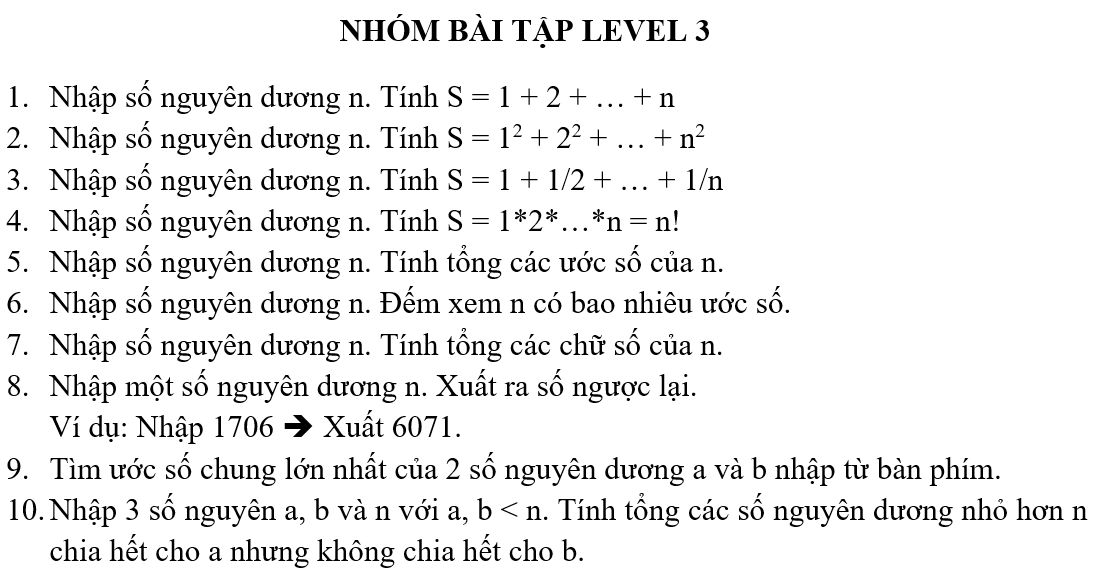 NHÓM BÀI TẬP LEVEL 3
1. Nhập số nguyên dương n. Tính S = 1 + 2 + … + n
2. Nhập số nguyên dương n. Tính S = 1² + 2² + … + n²
3. Nhập số nguyên dương n. Tính S = 1 + 1/2 + … + 1/n
4. Nhập số nguyên dương n. Tính S = 1*2*…*n = n!
5. Nhập số nguyên dương n. Tính tổng các ước số của n.
6. Nhập số nguyên dương n. Đếm xem n có bao nhiêu ước số.
7. Nhập số nguyên dương n. Tính tổng các chữ số của n.
8. Nhập một số nguyên dương n. Xuất ra số ngược lại.
Ví dụ: Nhập 1706 ➔ Xuất 6071.
9. Tìm ước số chung lớn nhất của 2 số nguyên dương a và b nhập từ bàn phím.
10. Nhập 3 số nguyên a, b và n với a, b < n. Tính tổng các số nguyên dương nhỏ hơn n
chia hết cho a nhưng không chia hết cho b.